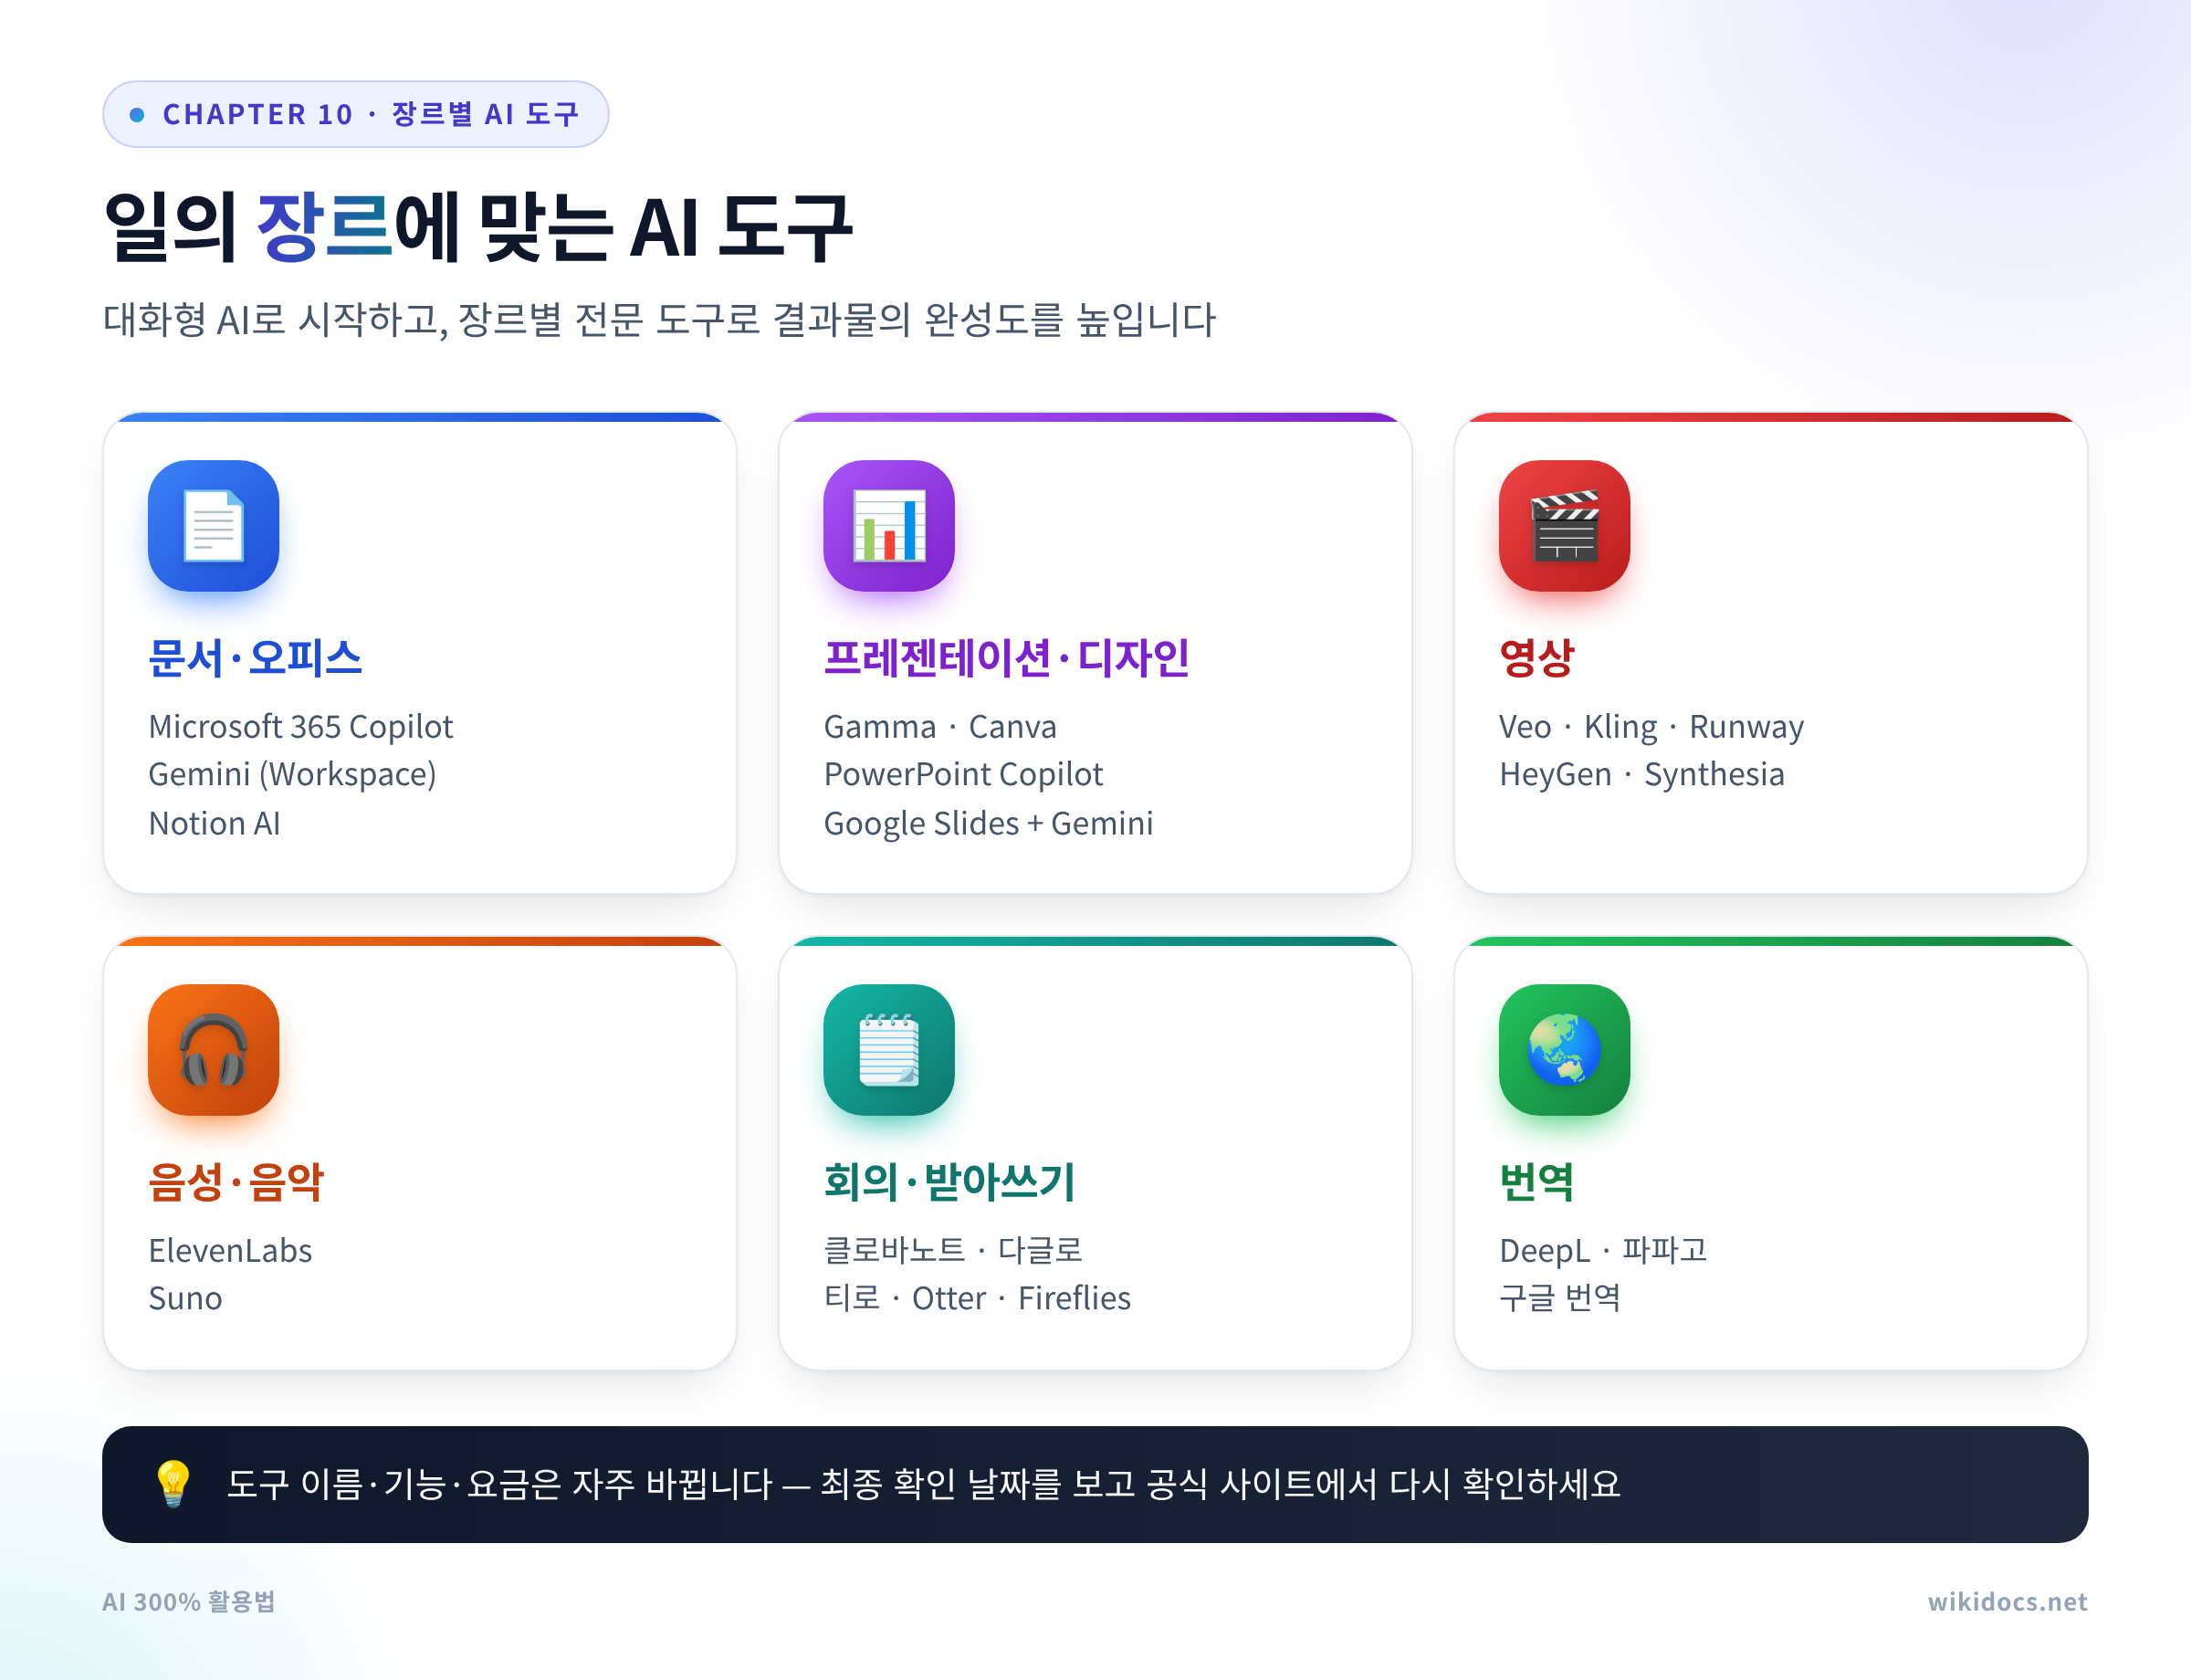 CHAPTER 10 · 장르별 AI 도구
일의 장르에 맞는 AI 도구
대화형 AI로 시작하고, 장르별 전문 도구로 결과물의 완성도를 높입니다
문서·오피스
Microsoft 365 Copilot
Gemini (Workspace)
Notion AI
프레젠테이션·디자인
Gamma · Canva
PowerPoint Copilot
Google Slides + Gemini
영상
Veo · Kling · Runway
HeyGen · Synthesia
음성·음악
ElevenLabs
Suno
회의·받아쓰기
클로바노트 · 다글로
티로 · Otter · Fireflies
번역
DeepL · 파파고
구글 번역
도구 이름·기능·요금은 자주 바뀝니다 — 최종 확인 날짜를 보고 공식 사이트에서 다시 확인하세요
AI 300% 활용법
wikidocs.net